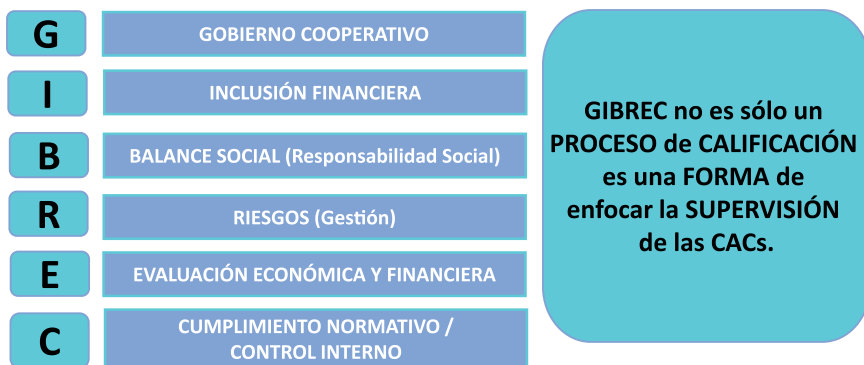 G
GOBIERNO COOPERATIVO
I
INCLUSIÓN FINANCIERA
B
BALANCE SOCIAL (Responsabilidad Social)
R
RIESGOS (Gestión)
E
EVALUACIÓN ECONÓMICA Y FINANCIERA
C
CUMPLIMIENTO NORMATIVO /
CONTROL INTERNO
GIBREC no es sólo un
PROCESO de CALIFICACIÓN
es una FORMA de
enfocar la SUPERVISIÓN
de las CACs.